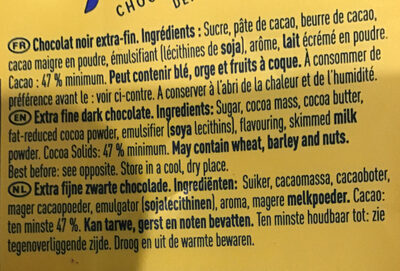 CHOC
DE
FR Chocolat noir extra-fin. Ingrédients : Sucre, pâte de cacao, beurre de cacao,
cacao maigre en poudre, émulsifiant (lécithines de soja), arôme, lait écrémé en poudre.
Cacao : 47 % minimum. Peut contenir blé, orge et fruits à coque. A consommer de
préférence avant le : voir ci-contre. A conserver à l'abri de la chaleur et de l'humidité.
EN Extra fine dark chocolate. Ingredients: Sugar, cocoa mass, cocoa butter,
fat-reduced cocoa powder, emulsifier (soya lecithins), flavouring, skimmed milk
powder. Cocoa Solids: 47 % minimum. May contain wheat, barley and nuts.
Best before: see opposite. Store in a cool, dry place.
NL Extra fijne zwarte chocolade. Ingrediënten: Suiker, cacaomassa, cacaoboter,
mager cacaopoeder, emulgator (sojalecithinen), aroma, magere melkpoeder. Cacao:
ten minste 47 %. Kan tarwe, gerst en noten bevatten. Ten minste houdbaar tot: zie
tegenoverliggende zijde. Droog en uit de warmte bewaren.